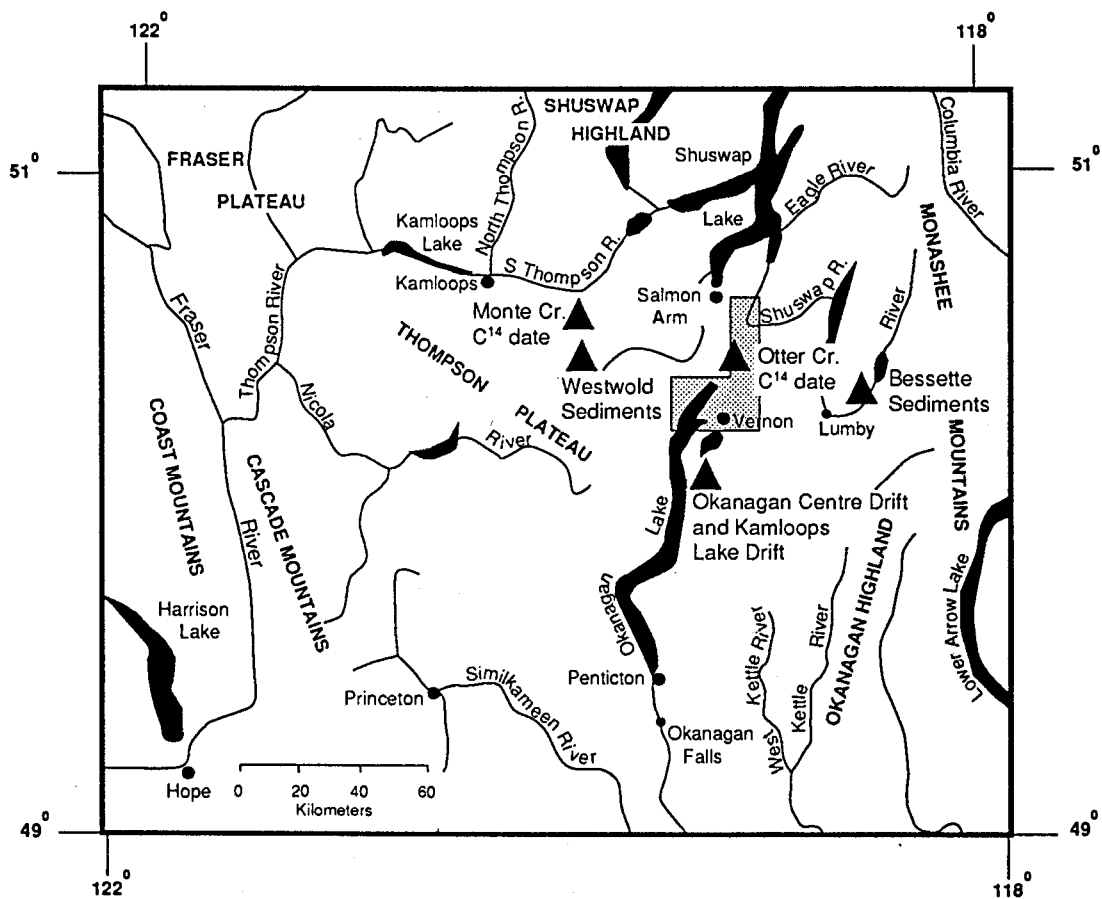 122°
118°
51°
51°
SHUSWAP
HIGHLAND
FRASER
PLATEAU
North Thompson R.
Shuswap
Lake
Eagle River
Columbia River
MONASHEE
MOUNTAINS
Kamloops
Lake
Kamloops
S Thompson R.
Salmon
Arm
Shuswap R.
River
Monte Cr.
C14 date
Westwold
Sediments
Otter Cr.
C14 date
Bessette
Sediments
Vernon
Lumby
Thompson River
Fraser
River
Nicola
River
THOMPSON
PLATEAU
COAST MOUNTAINS
CASCADE MOUNTAINS
Okanagan Centre Drift
and Kamloops
Lake Drift
Okanagan
Lake
OKANAGAN HIGHLAND
Lower Arrow Lake
Harrison
Lake
Princeton
Similkameen River
Penticton
Okanagan
Falls
West Kettle River
Kettle River
Hope
0 20 40 60
Kilometers
49°
49°
122°
118°